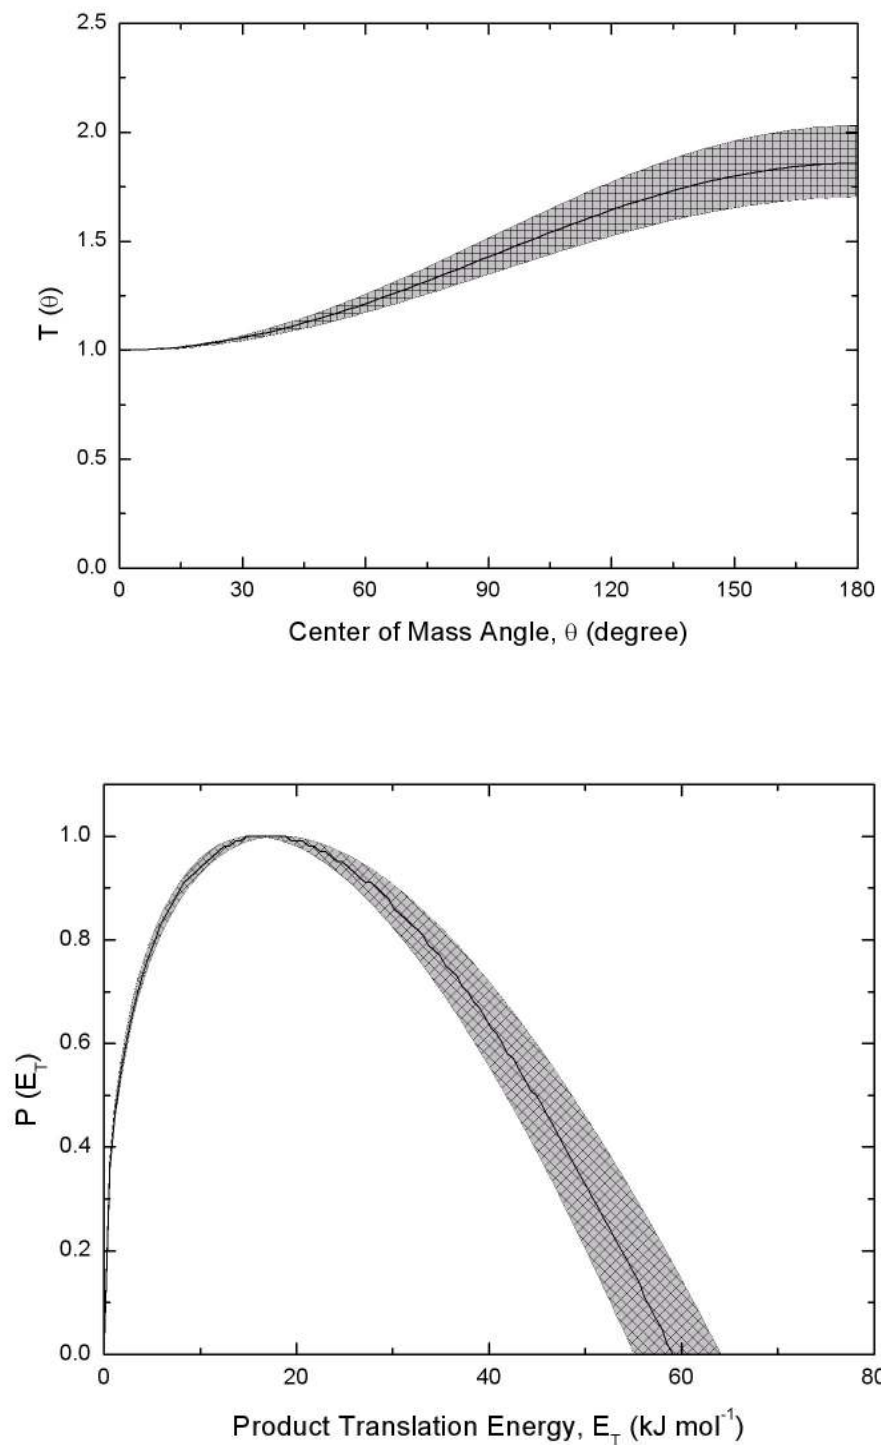 2.5
2.0
1.5
1.0
0.5
0.0
T (θ)
0 30 60 90 120 150 180
Center of Mass Angle, θ (degree)
1.0
0.8
0.6
0.4
0.2
0.0
P (E_T)
0 20 40 60 80
Product Translation Energy, E_T (kJ mol⁻¹)